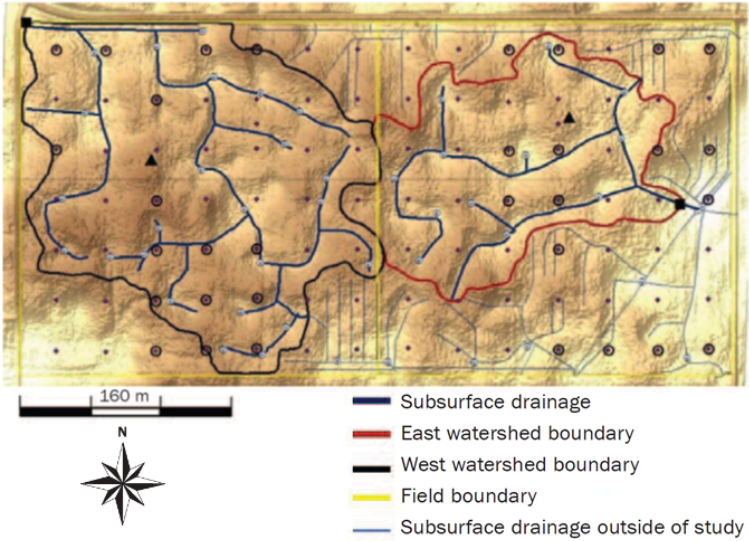 160 m
N
Subsurface drainage
East watershed boundary
West watershed boundary
Field boundary
Subsurface drainage outside of study